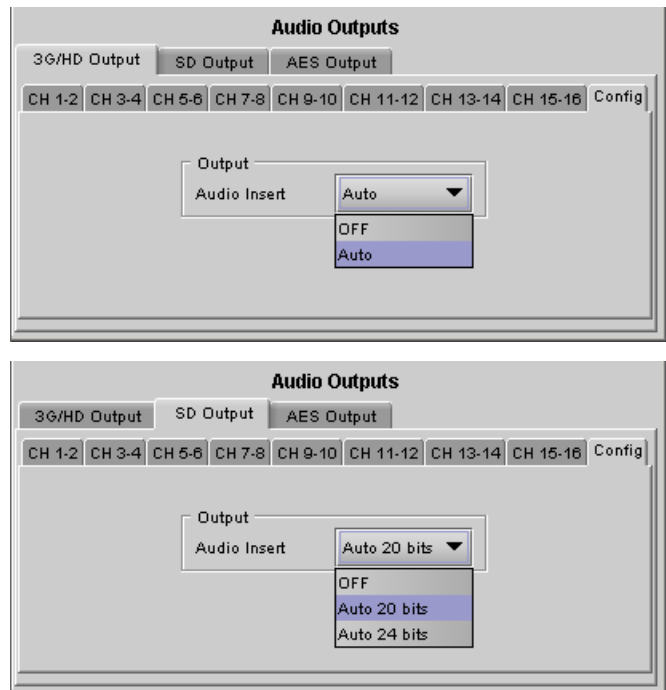 Audio Outputs
3G/HD Output SD Output AES Output
CH 1-2 CH 3-4 CH 5-6 CH 7-8 CH 9-10 CH 11-12 CH 13-14 CH 15-16 Config
Output
Audio Insert Auto
OFF
Auto
Audio Outputs
3G/HD Output SD Output AES Output
CH 1-2 CH 3-4 CH 5-6 CH 7-8 CH 9-10 CH 11-12 CH 13-14 CH 15-16 Config
Output
Audio Insert Auto 20 bits
OFF
Auto 20 bits
Auto 24 bits